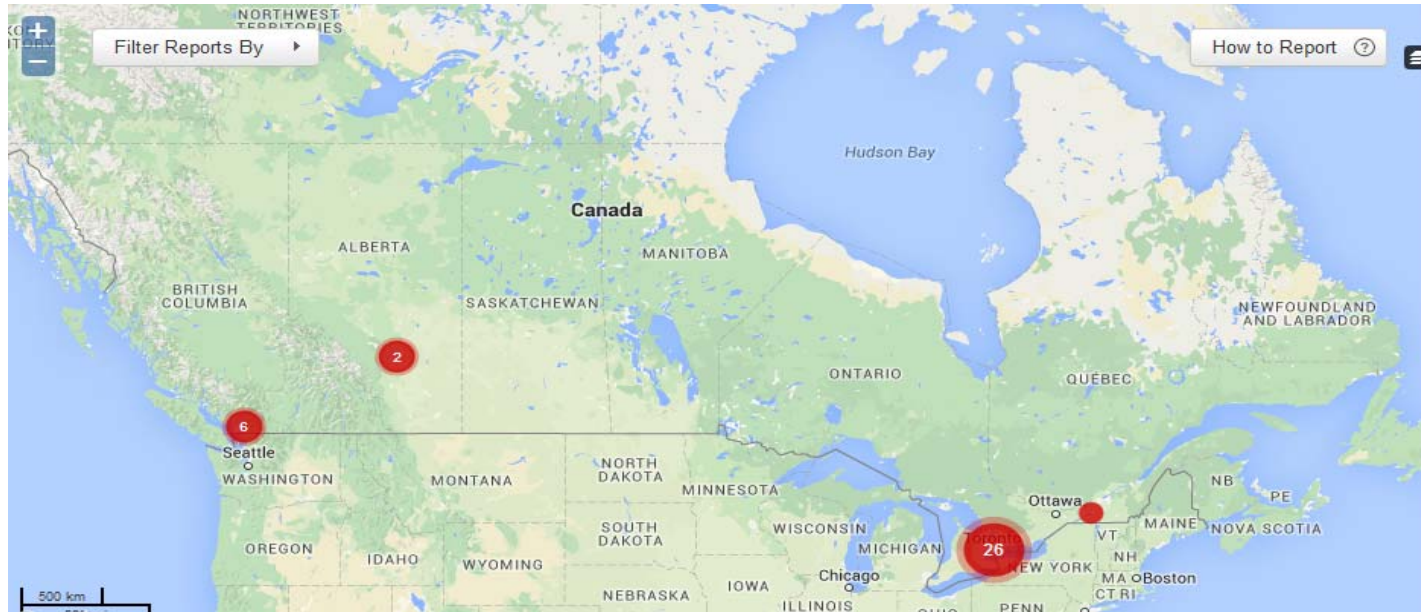 NORTHWEST
TERRITORIES
+
−
Filter Reports By
How to Report ?
Hudson Bay
Canada
ALBERTA
MANITOBA
BRITISH
COLUMBIA
SASKATCHEWAN
NEWFOUNDLAND
AND LABRADOR
2
ONTARIO
QUÉBEC
6
Seattle
WASHINGTON
MONTANA
NORTH
DAKOTA
MINNESOTA
Ottawa
NB
PE
MAINE
NOVA SCOTIA
VT
NH
OREGON
IDAHO
WYOMING
SOUTH
DAKOTA
WISCONSIN
MICHIGAN
Toronto
26
NEW YORK
MA
Boston
CT RI
Chicago
IOWA
NEBRASKA
ILLINOIS
OHIO
PENN
500 km